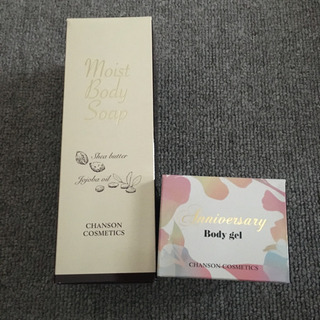 Moist
Body
Soap
Shea butter
Jojoba oil
CHANSON
COSMETICS
Anniversary
Body gel
CHANSON COSMETICS